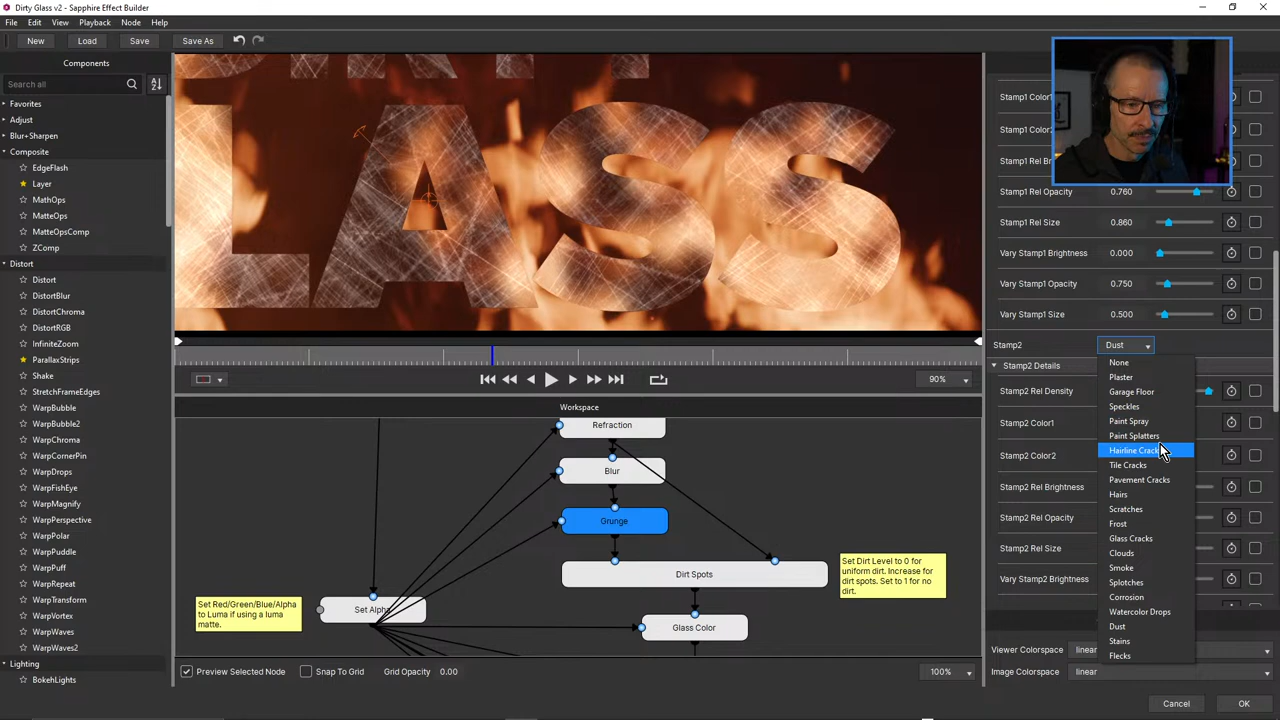 Dirty Glass v2 - Sapphire Effect Builder
File Edit View Playback Node Help
New Load Save Save As
Components
Search all
Favorites
Adjust
Blur+Sharpen
Composite
EdgeFlash
Layer
MathOps
MatteOps
MatteOpsComp
ZComp
Distort
Distort
DistortBlur
DistortChroma
DistortRGB
InfiniteZoom
ParallaxStrips
Shake
StretchFrameEdges
WarpBubble
WarpBubble2
WarpChroma
WarpCornerPin
WarpDrops
WarpFishEye
WarpMagnify
WarpPerspective
WarpPolar
WarpPuddle
WarpPuff
WarpRepeat
WarpTransform
WarpVortex
WarpWaves
WarpWaves2
Lighting
BokehLights
LASS
90%
Workspace
Refraction
Blur
Grunge
Dirt Spots
Set Alpha
Glass Color
Set Red/Green/Blue/Alpha
to Luma if using a luma
matte.
Set Dirt Level to 0 for
uniform dirt. Increase for
dirt spots. Set to 1 for no
dirt.
Preview Selected Node Snap To Grid Grid Opacity 0.00 100%
Stamp1 Color1
Stamp1 Color2
Stamp1 Rel
Stamp1 Rel Opacity 0.760
Stamp1 Rel Size 0.860
Vary Stamp1 Brightness 0.000
Vary Stamp1 Opacity 0.750
Vary Stamp1 Size 0.500
Stamp2 Dust
Stamp2 Details
Stamp2 Rel Density
Stamp2 Color1
Stamp2 Color2
Stamp2 Rel Brightness
Stamp2 Rel Opacity
Stamp2 Rel Size
Vary Stamp2 Brightness
None
Plaster
Garage Floor
Speckles
Paint Spray
Paint Splatters
Hairline Crack
Tile Cracks
Pavement Cracks
Hairs
Scratches
Frost
Glass Cracks
Clouds
Smoke
Splotches
Corrosion
Watercolor Drops
Dust
Stains
Flecks
Viewer Colorspace linear
Image Colorspace linear
Cancel OK